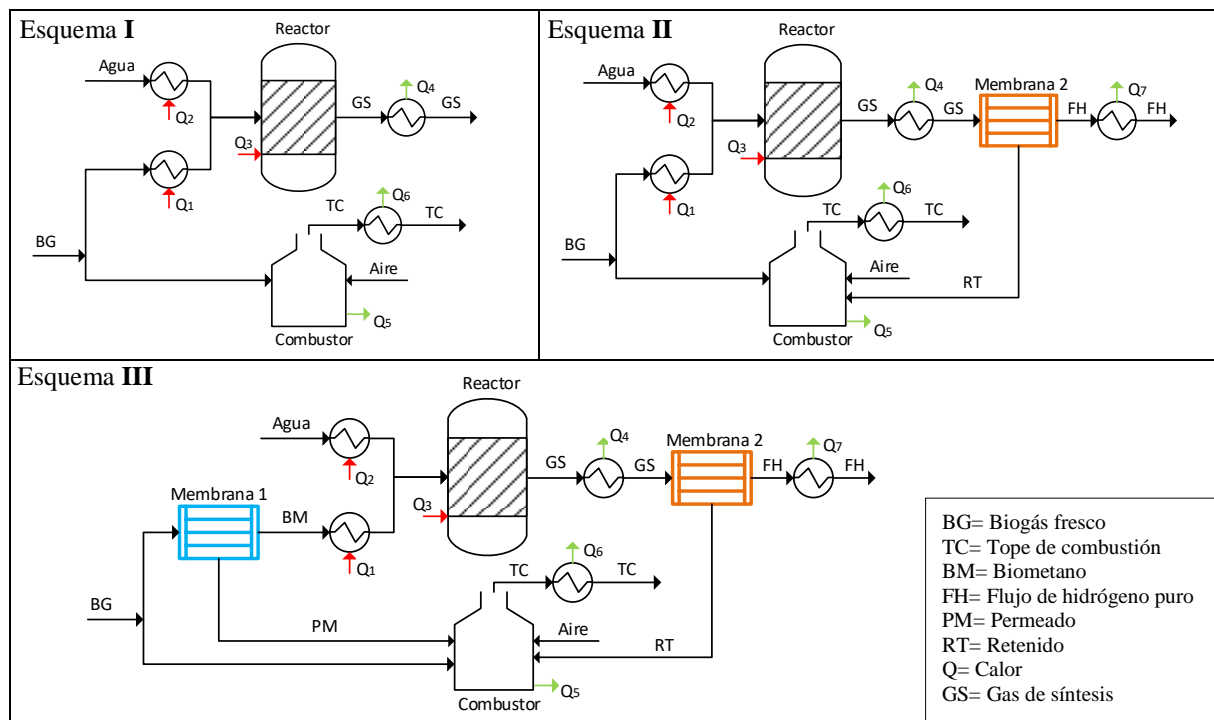 Esquema I
Reactor
Agua
Q2
GS
Q4
GS
Q3
Q1
TC
Q6
TC
BG
Aire
Q5
Combustor
Esquema II
Reactor
Agua
Q2
GS
Q4
GS
Membrana 2
FH
Q7
FH
Q3
Q1
TC
Q6
TC
BG
Aire
RT
Q5
Combustor
Esquema III
Reactor
Agua
Q2
GS
Q4
GS
Membrana 2
FH
Q7
FH
Membrana 1
BM
Q3
Q1
TC
Q6
TC
BG
PM
Aire
RT
Q5
Combustor
BG= Biogás fresco
TC= Tope de combustión
BM= Biometano
FH= Flujo de hidrógeno puro
PM= Permeado
RT= Retenido
Q= Calor
GS= Gas de síntesis